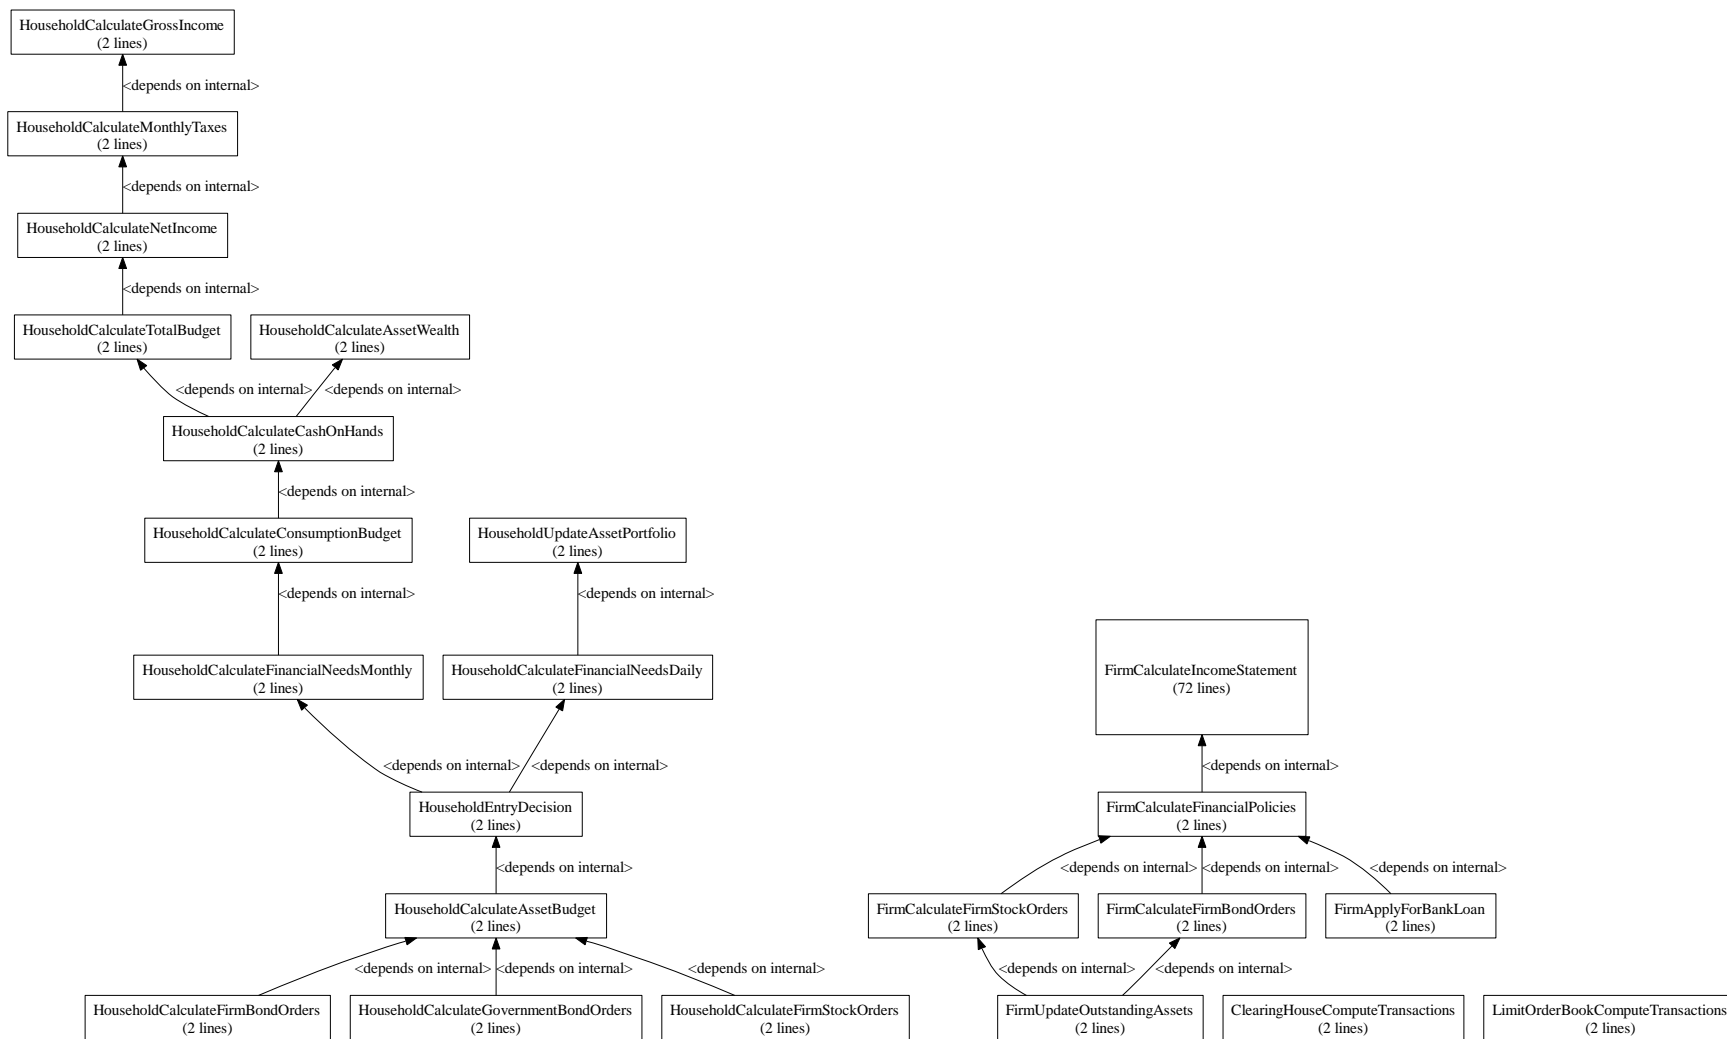 HouseholdCalculateGrossIncome
(2 lines)
<depends on internal>
HouseholdCalculateMonthlyTaxes
(2 lines)
<depends on internal>
HouseholdCalculateNetIncome
(2 lines)
<depends on internal>
HouseholdCalculateTotalBudget
(2 lines)
HouseholdCalculateAssetWealth
(2 lines)
<depends on internal>
<depends on internal>
HouseholdCalculateCashOnHands
(2 lines)
<depends on internal>
HouseholdCalculateConsumptionBudget
(2 lines)
HouseholdUpdateAssetPortfolio
(2 lines)
<depends on internal>
<depends on internal>
HouseholdCalculateFinancialNeedsMonthly
(2 lines)
HouseholdCalculateFinancialNeedsDaily
(2 lines)
FirmCalculateIncomeStatement
(72 lines)
<depends on internal>
<depends on internal>
<depends on internal>
HouseholdEntryDecision
(2 lines)
FirmCalculateFinancialPolicies
(2 lines)
<depends on internal>
<depends on internal>
<depends on internal>
<depends on internal>
HouseholdCalculateAssetBudget
(2 lines)
FirmCalculateFirmStockOrders
(2 lines)
FirmCalculateFirmBondOrders
(2 lines)
FirmApplyForBankLoan
(2 lines)
<depends on internal>
<depends on internal>
<depends on internal>
<depends on internal>
<depends on internal>
HouseholdCalculateFirmBondOrders
(2 lines)
HouseholdCalculateGovernmentBondOrders
(2 lines)
HouseholdCalculateFirmStockOrders
(2 lines)
FirmUpdateOutstandingAssets
(2 lines)
ClearingHouseComputeTransactions
(2 lines)
LimitOrderBookComputeTransactions
(2 lines)